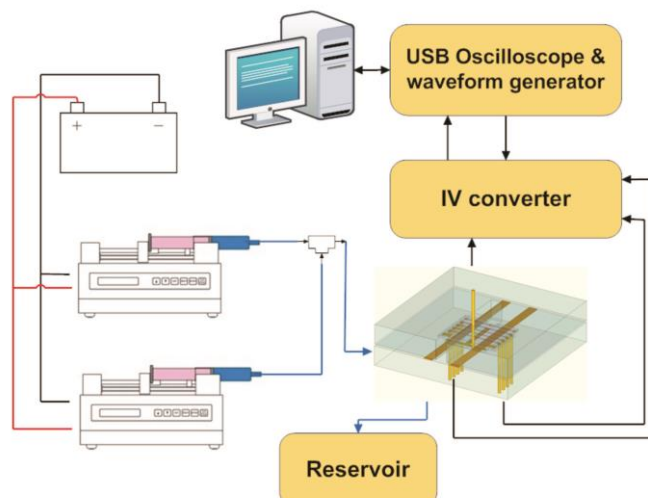 USB Oscilloscope &
waveform generator
+ −
IV converter
Reservoir